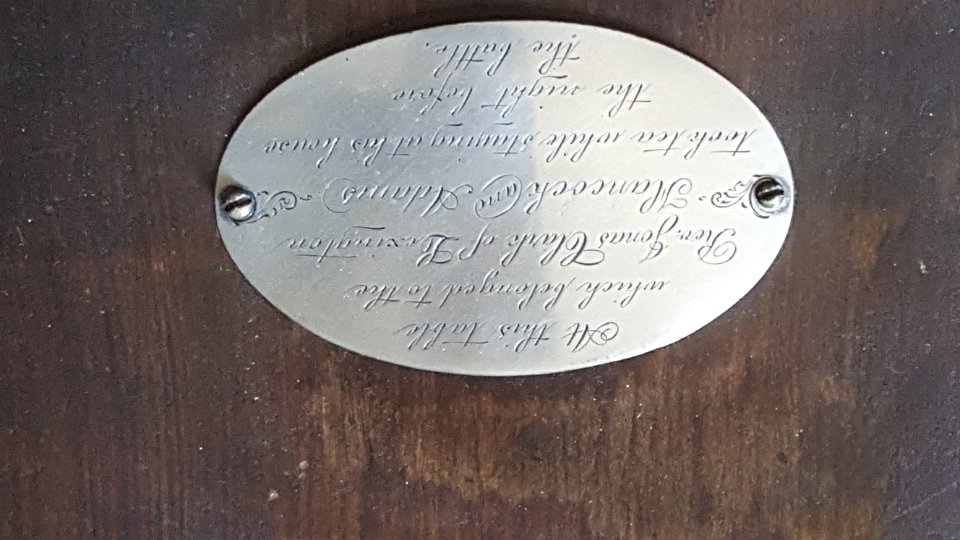 At this table
which belonged to the
Rev. Jonas Clark of Lexington
Hancock and Adams
took tea while staying at his house
the night before
the battle.